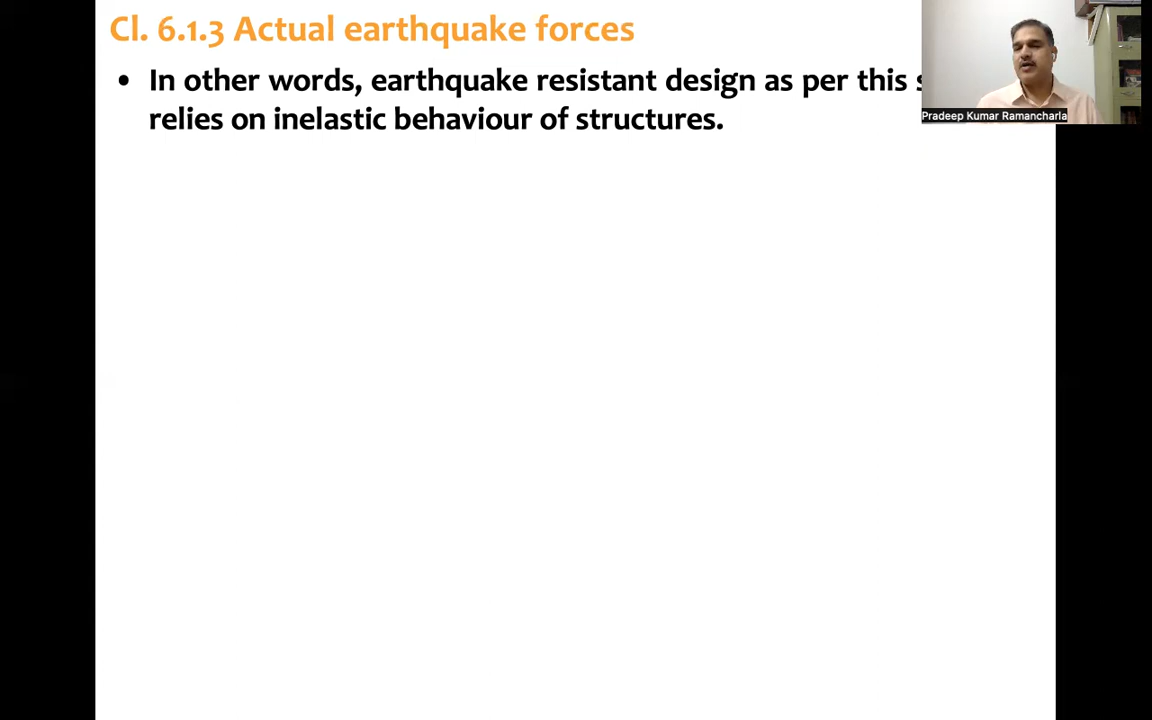 Cl. 6.1.3 Actual earthquake forces
• In other words, earthquake resistant design as per this
relies on inelastic behaviour of structures.
Pradeep Kumar Ramancharla